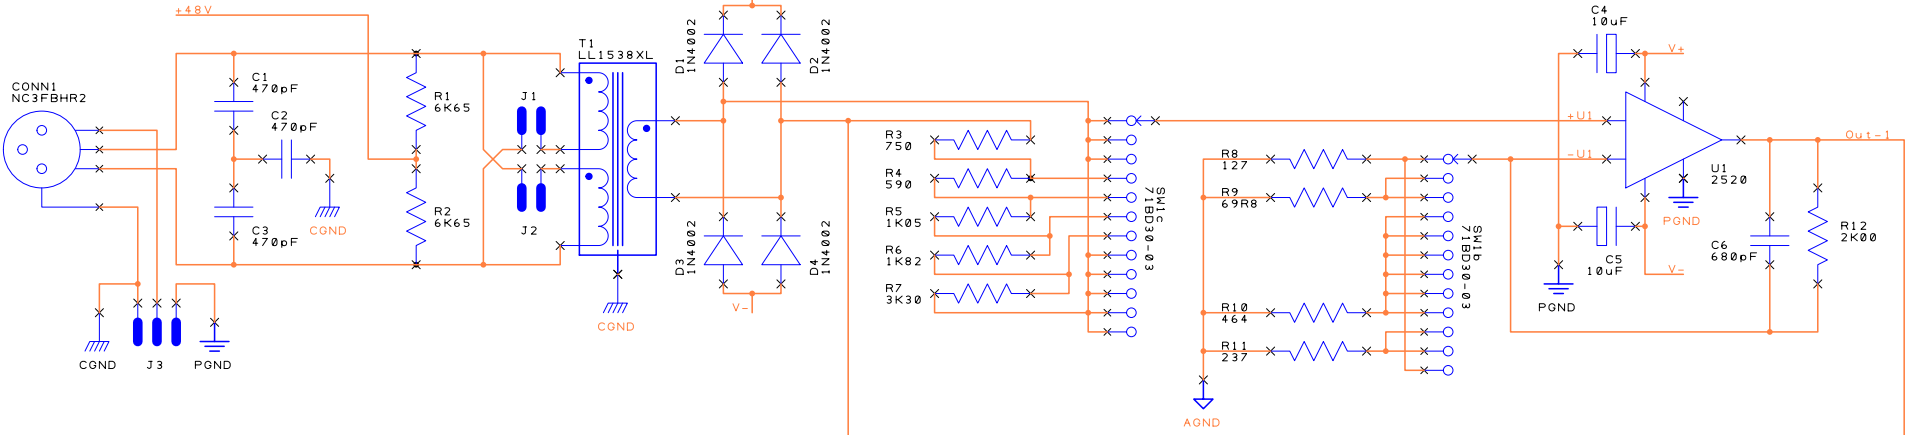 +48V
CONN1
NC3FBHR2
C1
470pF
C2
470pF
C3
470pF
CGND
R1
6K65
R2
6K65
J1
J2
T1
LL1538XL
CGND
CGND
J3
PGND
D1
1N4002
D2
1N4002
D3
1N4002
D4
1N4002
V-
R3
750
R4
590
R5
1K05
R6
1K82
R7
3K30
SW1c
71BD30-03
R8
127
R9
69R8
R10
464
R11
237
AGND
SW1b
71BD30-03
C4
10uF
V+
+U1
-U1
U1
2520
PGND
C5
10uF
V-
PGND
Out-1
C6
680pF
R12
2K00